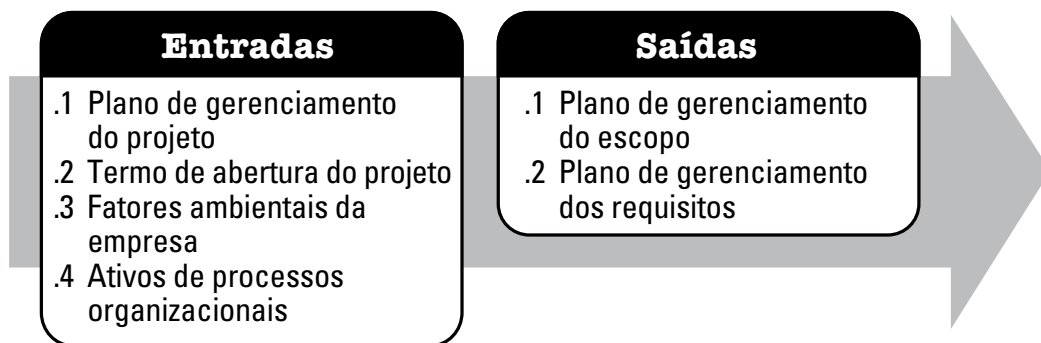 Entradas
.1 Plano de gerenciamento
do projeto
.2 Termo de abertura do projeto
.3 Fatores ambientais da
empresa
.4 Ativos de processos
organizacionais
Saídas
.1 Plano de gerenciamento
do escopo
.2 Plano de gerenciamento
dos requisitos